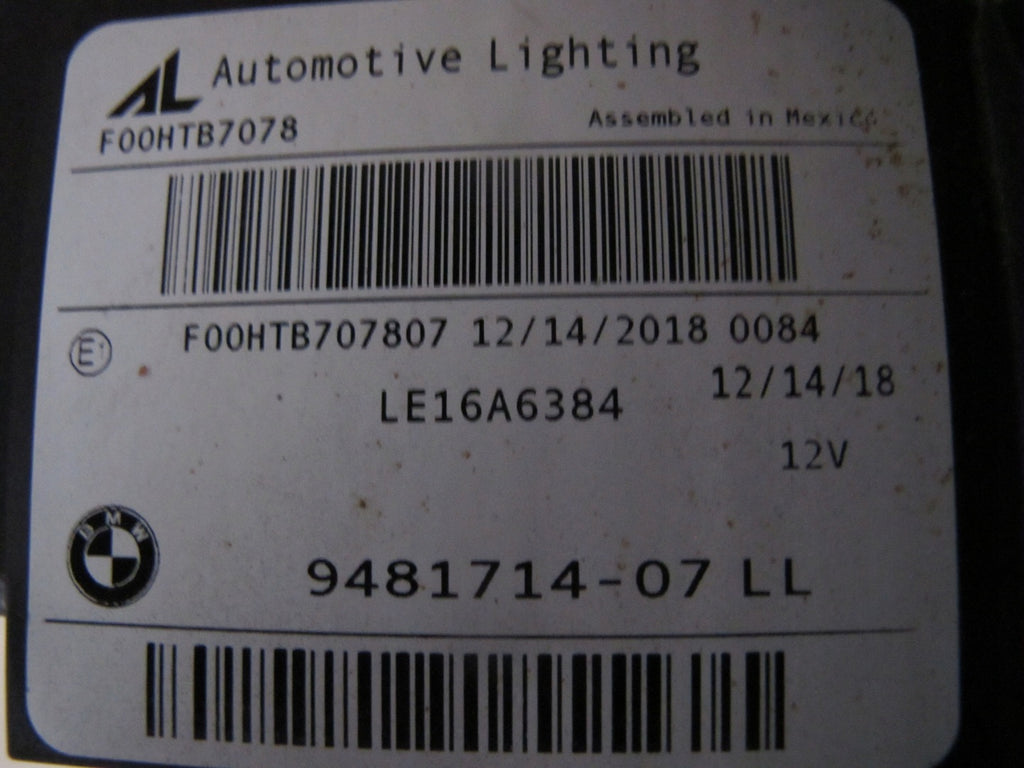 AL Automotive Lighting
F00HTB7078
Assembled in Mexico
F00HTB707807 12/14/2018 0084
E1
12/14/18
LE16A6384
12V
BMW
9481714-07 LL